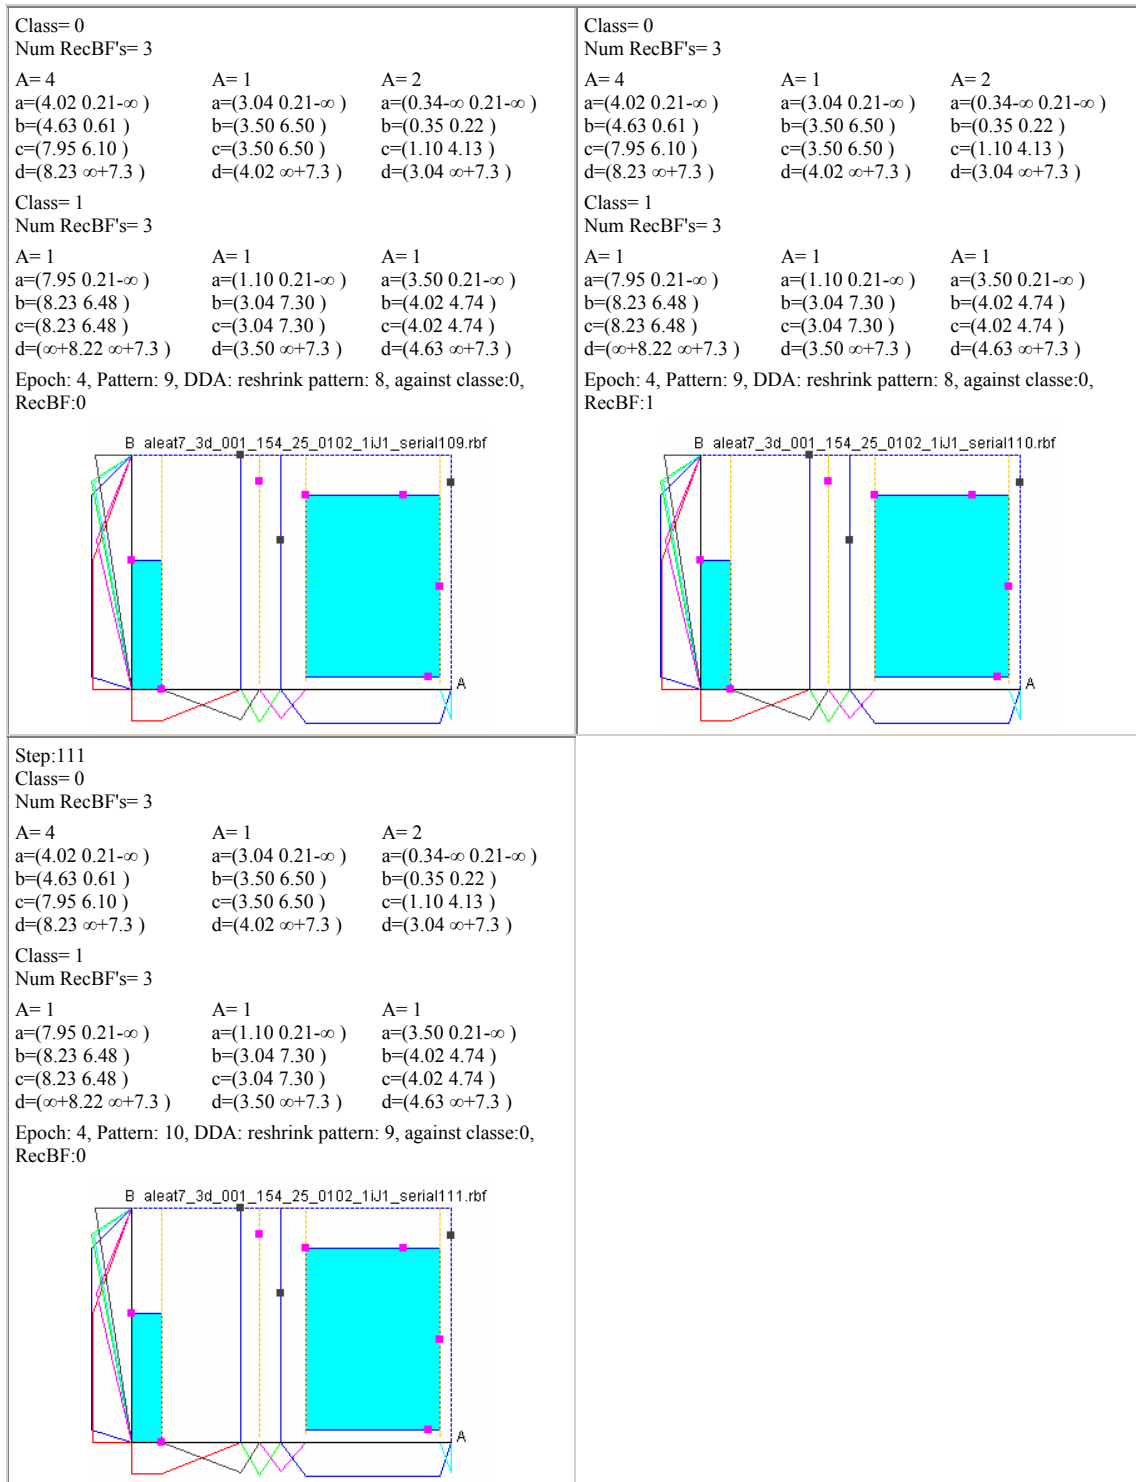 Class= 0
Num RecBF's= 3
A= 4 A= 1 A= 2
a=(4.02 0.21-∞ ) a=(3.04 0.21-∞ ) a=(0.34-∞ 0.21-∞ )
b=(4.63 0.61 ) b=(3.50 6.50 ) b=(0.35 0.22 )
c=(7.95 6.10 ) c=(3.50 6.50 ) c=(1.10 4.13 )
d=(8.23 ∞+7.3 ) d=(4.02 ∞+7.3 ) d=(3.04 ∞+7.3 )
Class= 1
Num RecBF's= 3
A= 1 A= 1 A= 1
a=(7.95 0.21-∞ ) a=(1.10 0.21-∞ ) a=(3.50 0.21-∞ )
b=(8.23 6.48 ) b=(3.04 7.30 ) b=(4.02 4.74 )
c=(8.23 6.48 ) c=(3.04 7.30 ) c=(4.02 4.74 )
d=(∞+8.22 ∞+7.3 ) d=(3.50 ∞+7.3 ) d=(4.63 ∞+7.3 )
Epoch: 4, Pattern: 9, DDA: reshrink pattern: 8, against classe:0,
RecBF:0
B aleat7_3d_001_154_25_0102_1iJ1_serial109.rbf
A
Class= 0
Num RecBF's= 3
A= 4 A= 1 A= 2
a=(4.02 0.21-∞ ) a=(3.04 0.21-∞ ) a=(0.34-∞ 0.21-∞ )
b=(4.63 0.61 ) b=(3.50 6.50 ) b=(0.35 0.22 )
c=(7.95 6.10 ) c=(3.50 6.50 ) c=(1.10 4.13 )
d=(8.23 ∞+7.3 ) d=(4.02 ∞+7.3 ) d=(3.04 ∞+7.3 )
Class= 1
Num RecBF's= 3
A= 1 A= 1 A= 1
a=(7.95 0.21-∞ ) a=(1.10 0.21-∞ ) a=(3.50 0.21-∞ )
b=(8.23 6.48 ) b=(3.04 7.30 ) b=(4.02 4.74 )
c=(8.23 6.48 ) c=(3.04 7.30 ) c=(4.02 4.74 )
d=(∞+8.22 ∞+7.3 ) d=(3.50 ∞+7.3 ) d=(4.63 ∞+7.3 )
Epoch: 4, Pattern: 9, DDA: reshrink pattern: 8, against classe:0,
RecBF:1
B aleat7_3d_001_154_25_0102_1iJ1_serial110.rbf
A
Step:111
Class= 0
Num RecBF's= 3
A= 4 A= 1 A= 2
a=(4.02 0.21-∞ ) a=(3.04 0.21-∞ ) a=(0.34-∞ 0.21-∞ )
b=(4.63 0.61 ) b=(3.50 6.50 ) b=(0.35 0.22 )
c=(7.95 6.10 ) c=(3.50 6.50 ) c=(1.10 4.13 )
d=(8.23 ∞+7.3 ) d=(4.02 ∞+7.3 ) d=(3.04 ∞+7.3 )
Class= 1
Num RecBF's= 3
A= 1 A= 1 A= 1
a=(7.95 0.21-∞ ) a=(1.10 0.21-∞ ) a=(3.50 0.21-∞ )
b=(8.23 6.48 ) b=(3.04 7.30 ) b=(4.02 4.74 )
c=(8.23 6.48 ) c=(3.04 7.30 ) c=(4.02 4.74 )
d=(∞+8.22 ∞+7.3 ) d=(3.50 ∞+7.3 ) d=(4.63 ∞+7.3 )
Epoch: 4, Pattern: 10, DDA: reshrink pattern: 9, against classe:0,
RecBF:0
B aleat7_3d_001_154_25_0102_1iJ1_serial111.rbf
A